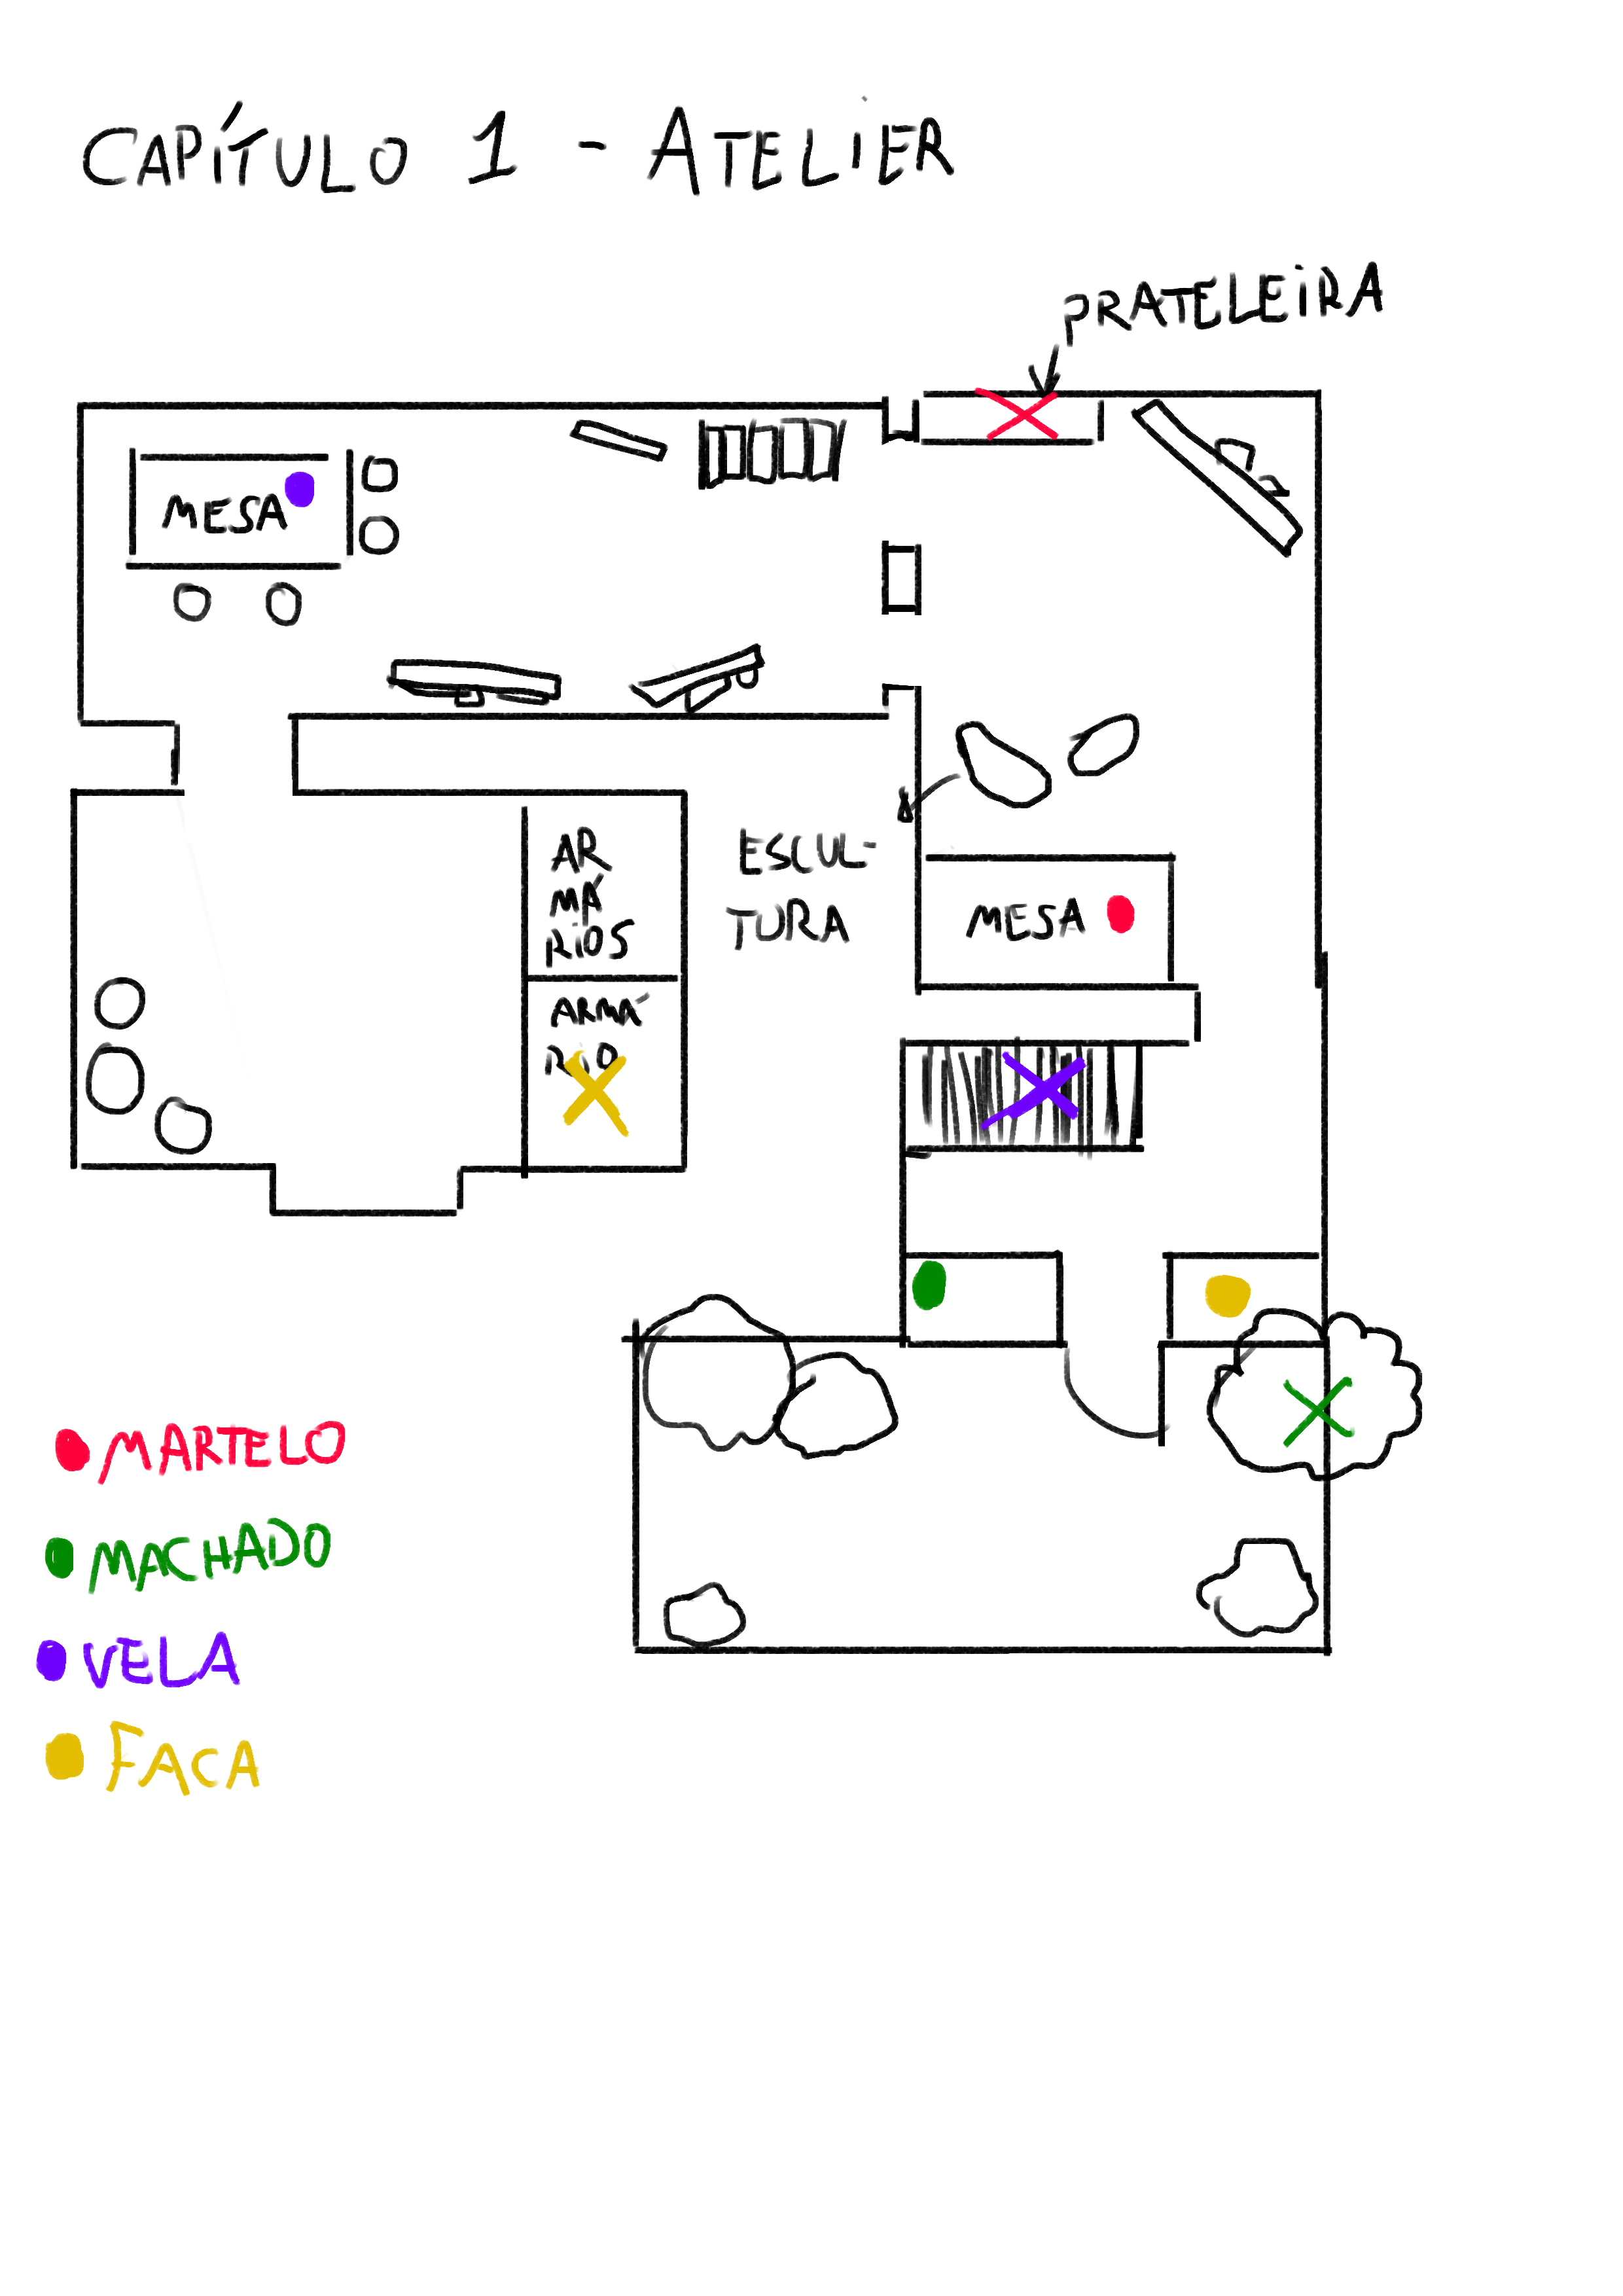 CAPÍTULO 1 - ATELIER
PRATELEIRA
MESA
AR
MÁ
RIOS
ESCUL-
TURA
MESA
ARMÁ
RIO
MARTELO
MACHADO
VELA
FACA